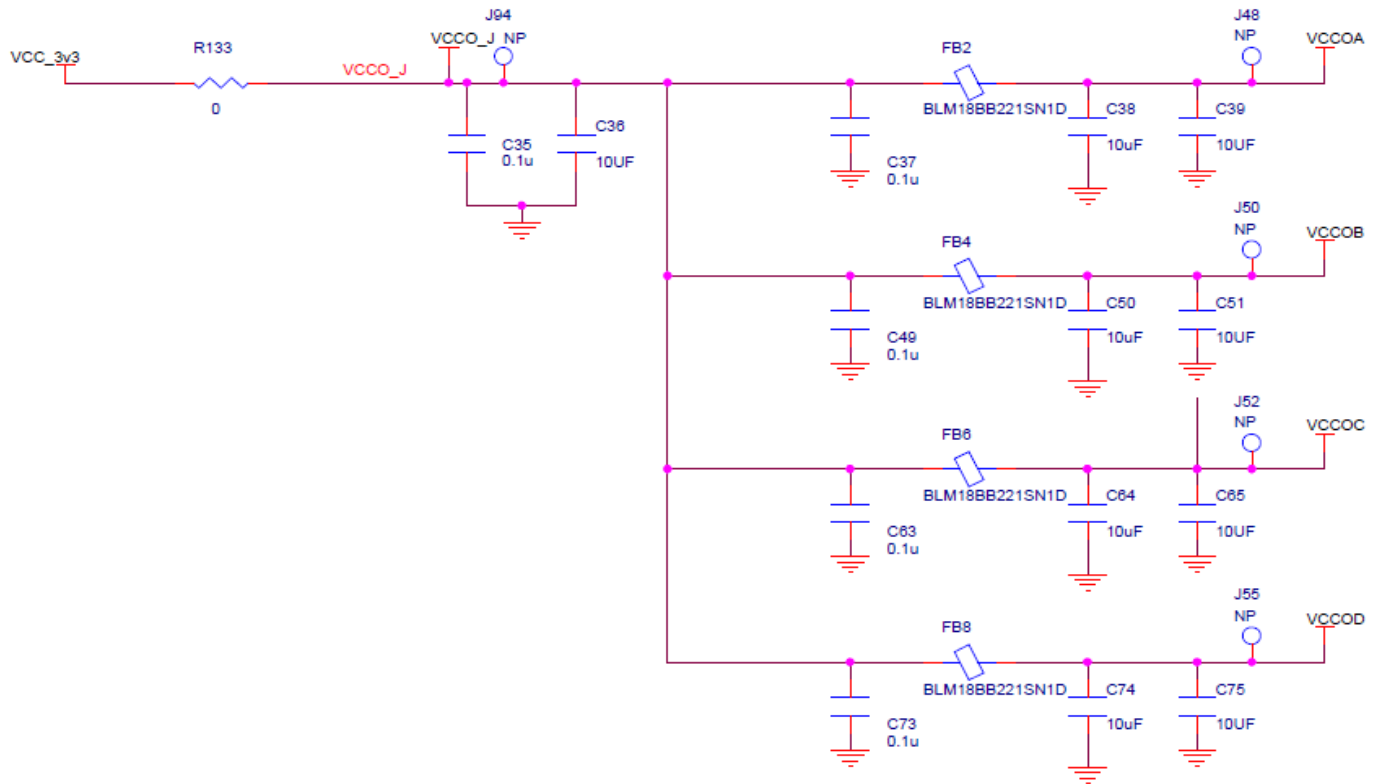 VCC_3v3
R133
0
VCCO_J
VCCO_J
J94
NP
C35
0.1u
C36
10UF
C37
0.1u
FB2
BLM18BB221SN1D
C38
10uF
C39
10UF
J48
NP
VCCOA
C49
0.1u
FB4
BLM18BB221SN1D
C50
10uF
C51
10UF
J50
NP
VCCOB
C63
0.1u
FB6
BLM18BB221SN1D
C64
10uF
C65
10UF
J52
NP
VCCOC
C73
0.1u
FB8
BLM18BB221SN1D
C74
10uF
C75
10UF
J55
NP
VCCOD